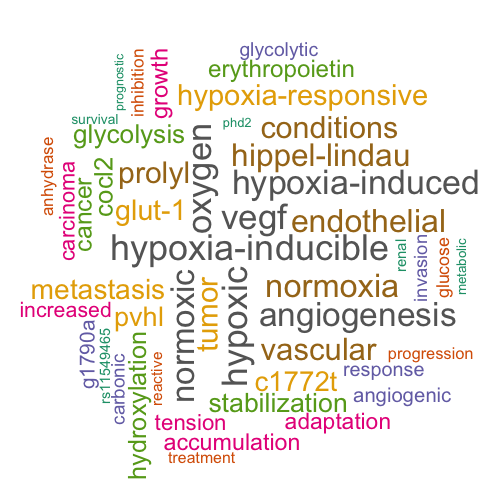 glycolytic
erythropoietin
hypoxia-responsive
prognostic
inhibition
growth
survival
phd2
glycolysis
conditions
hippel-lindau
anhydrase
carcinoma
cancer
cocl2
prolyl
oxygen
hypoxia-induced
glut-1
vegf
endothelial
hypoxia-inducible
renal
invasion
glucose
metabolic
metastasis
normoxic
tumor
hypoxic
normoxia
increased
pvhl
angiogenesis
g1790a
rs11549465
carbonic
hydroxylation
reactive
vascular
progression
c1772t
response
stabilization
angiogenic
tension
adaptation
accumulation
treatment